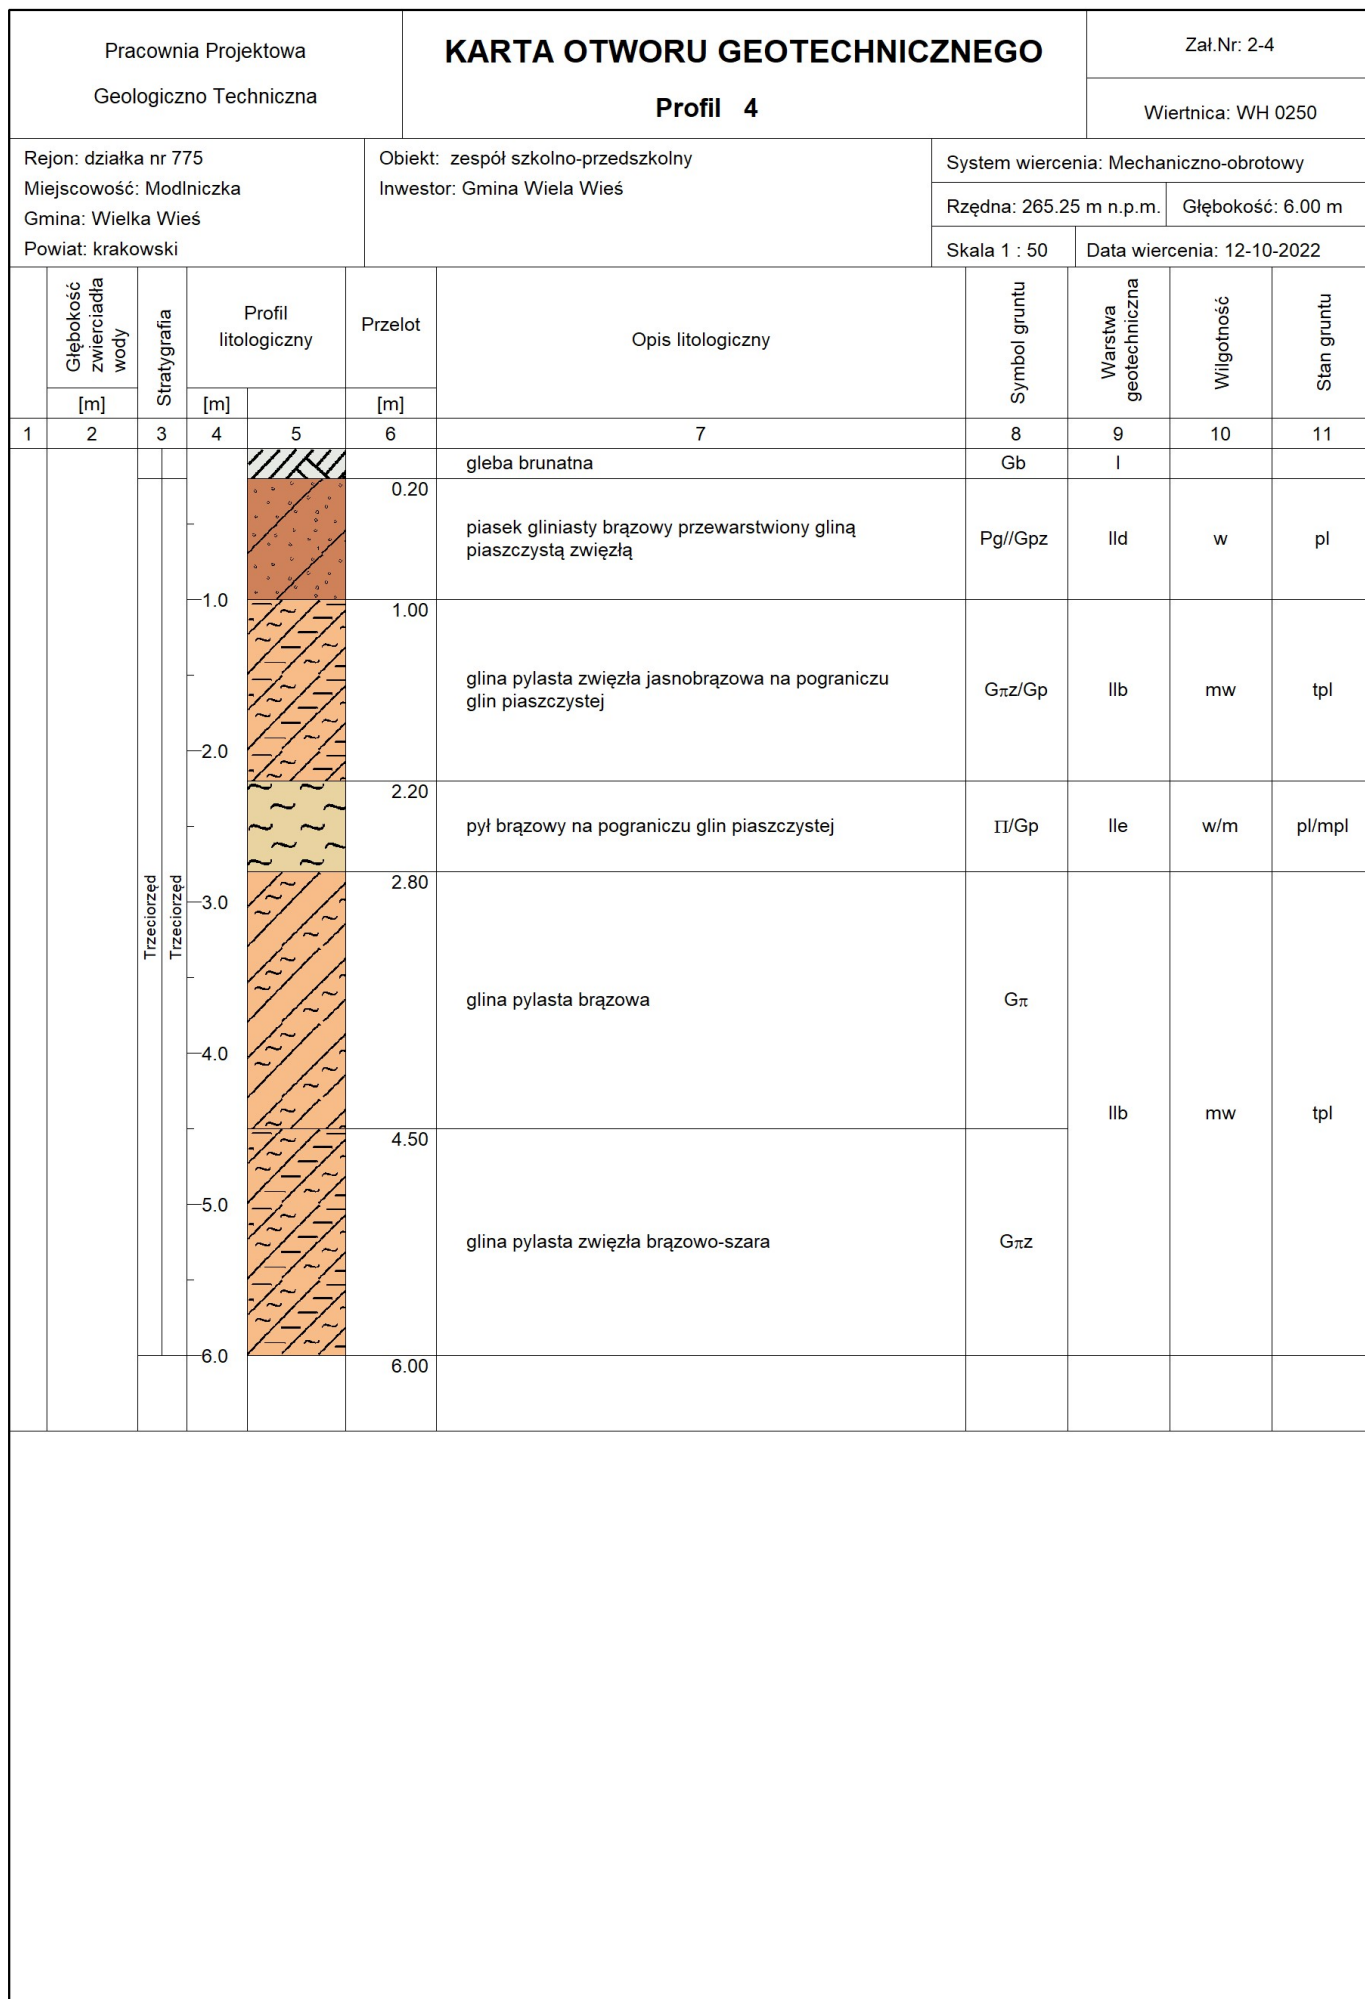 Pracownia Projektowa
Geologiczno Techniczna
KARTA OTWORU GEOTECHNICZNEGO
Profil 4
Zał.Nr: 2-4
Wiertnica: WH 0250
Rejon: działka nr 775
Miejscowość: Modlniczka
Gmina: Wielka Wieś
Powiat: krakowski
Obiekt: zespół szkolno-przedszkolny
Inwestor: Gmina Wiela Wieś
System wiercenia: Mechaniczno-obrotowy
Rzędna: 265.25 m n.p.m. Głębokość: 6.00 m
Skala 1 : 50 Data wiercenia: 12-10-2022
Głębokość
zwierciadła
wody
[m]
Stratygrafia
Profil
litologiczny
[m]
Przelot
[m]
Opis litologiczny
Symbol gruntu
Warstwa
geotechniczna
Wilgotność
Stan gruntu
1 2 3 4 5 6 7 8 9 10 11
gleba brunatna Gb I
0.20
piasek gliniasty brązowy przewarstwiony gliną
piaszczystą zwięzłą
Pg//Gpz IId w pl
1.0 1.00
glina pylasta zwięzła jasnobrązowa na pograniczu
glin piaszczystej
Gπz/Gp IIb mw tpl
2.0
2.20
pył brązowy na pograniczu glin piaszczystej Π/Gp IIe w/m pl/mpl
2.80
Trzeciorzęd
Trzeciorzęd
3.0
glina pylasta brązowa Gπ
4.0
IIb mw tpl
4.50
5.0
glina pylasta zwięzła brązowo-szara Gπz
6.0 6.00